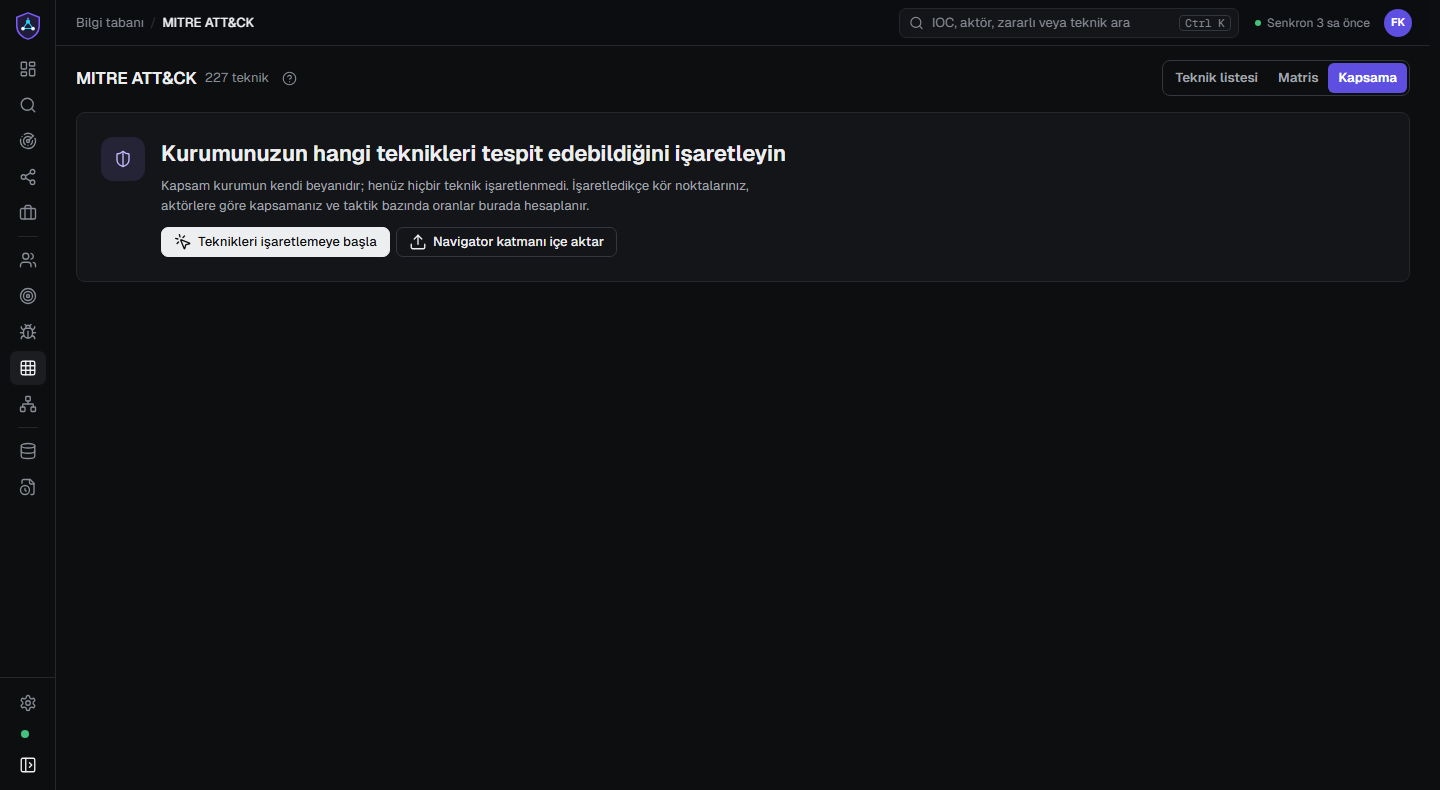 Bilgi tabanı / MITRE ATT&CK
IOC, aktör, zararlı veya teknik ara
Ctrl K
Senkron 3 sa önce
FK
MITRE ATT&CK 227 teknik
Teknik listesi
Matris
Kapsama
Kurumunuzun hangi teknikleri tespit edebildiğini işaretleyin
Kapsam kurumun kendi beyanıdır; henüz hiçbir teknik işaretlenmedi. İşaretledikçe kör noktalarınız,
aktörlere göre kapsamanız ve taktik bazında oranlar burada hesaplanır.
Teknikleri işaretlemeye başla
Navigator katmanı içe aktar